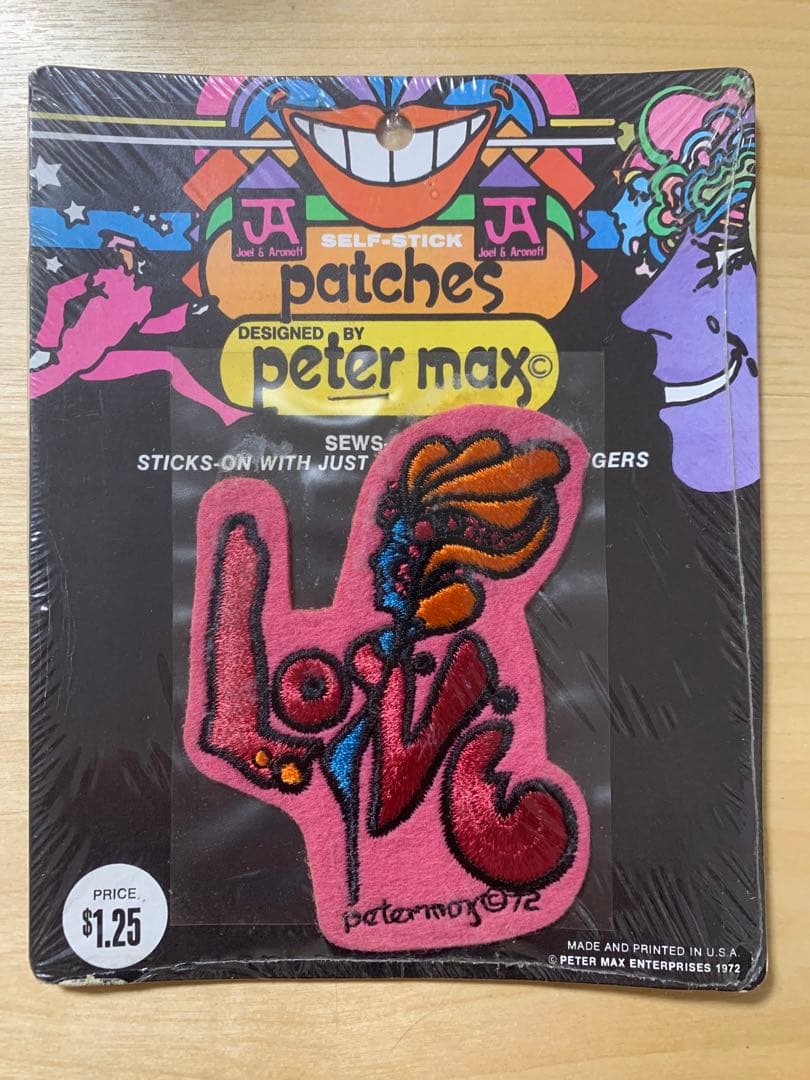 JA JA
Joel & Aronoff Joel & Aronoff
SELF-STICK
patches
DESIGNED BY
peter max©
SEWS-
STICKS-ON WITH JUST GERS
LOVE
petermax©72
PRICE
$1.25
MADE AND PRINTED IN U.S.A.
© PETER MAX ENTERPRISES 1972